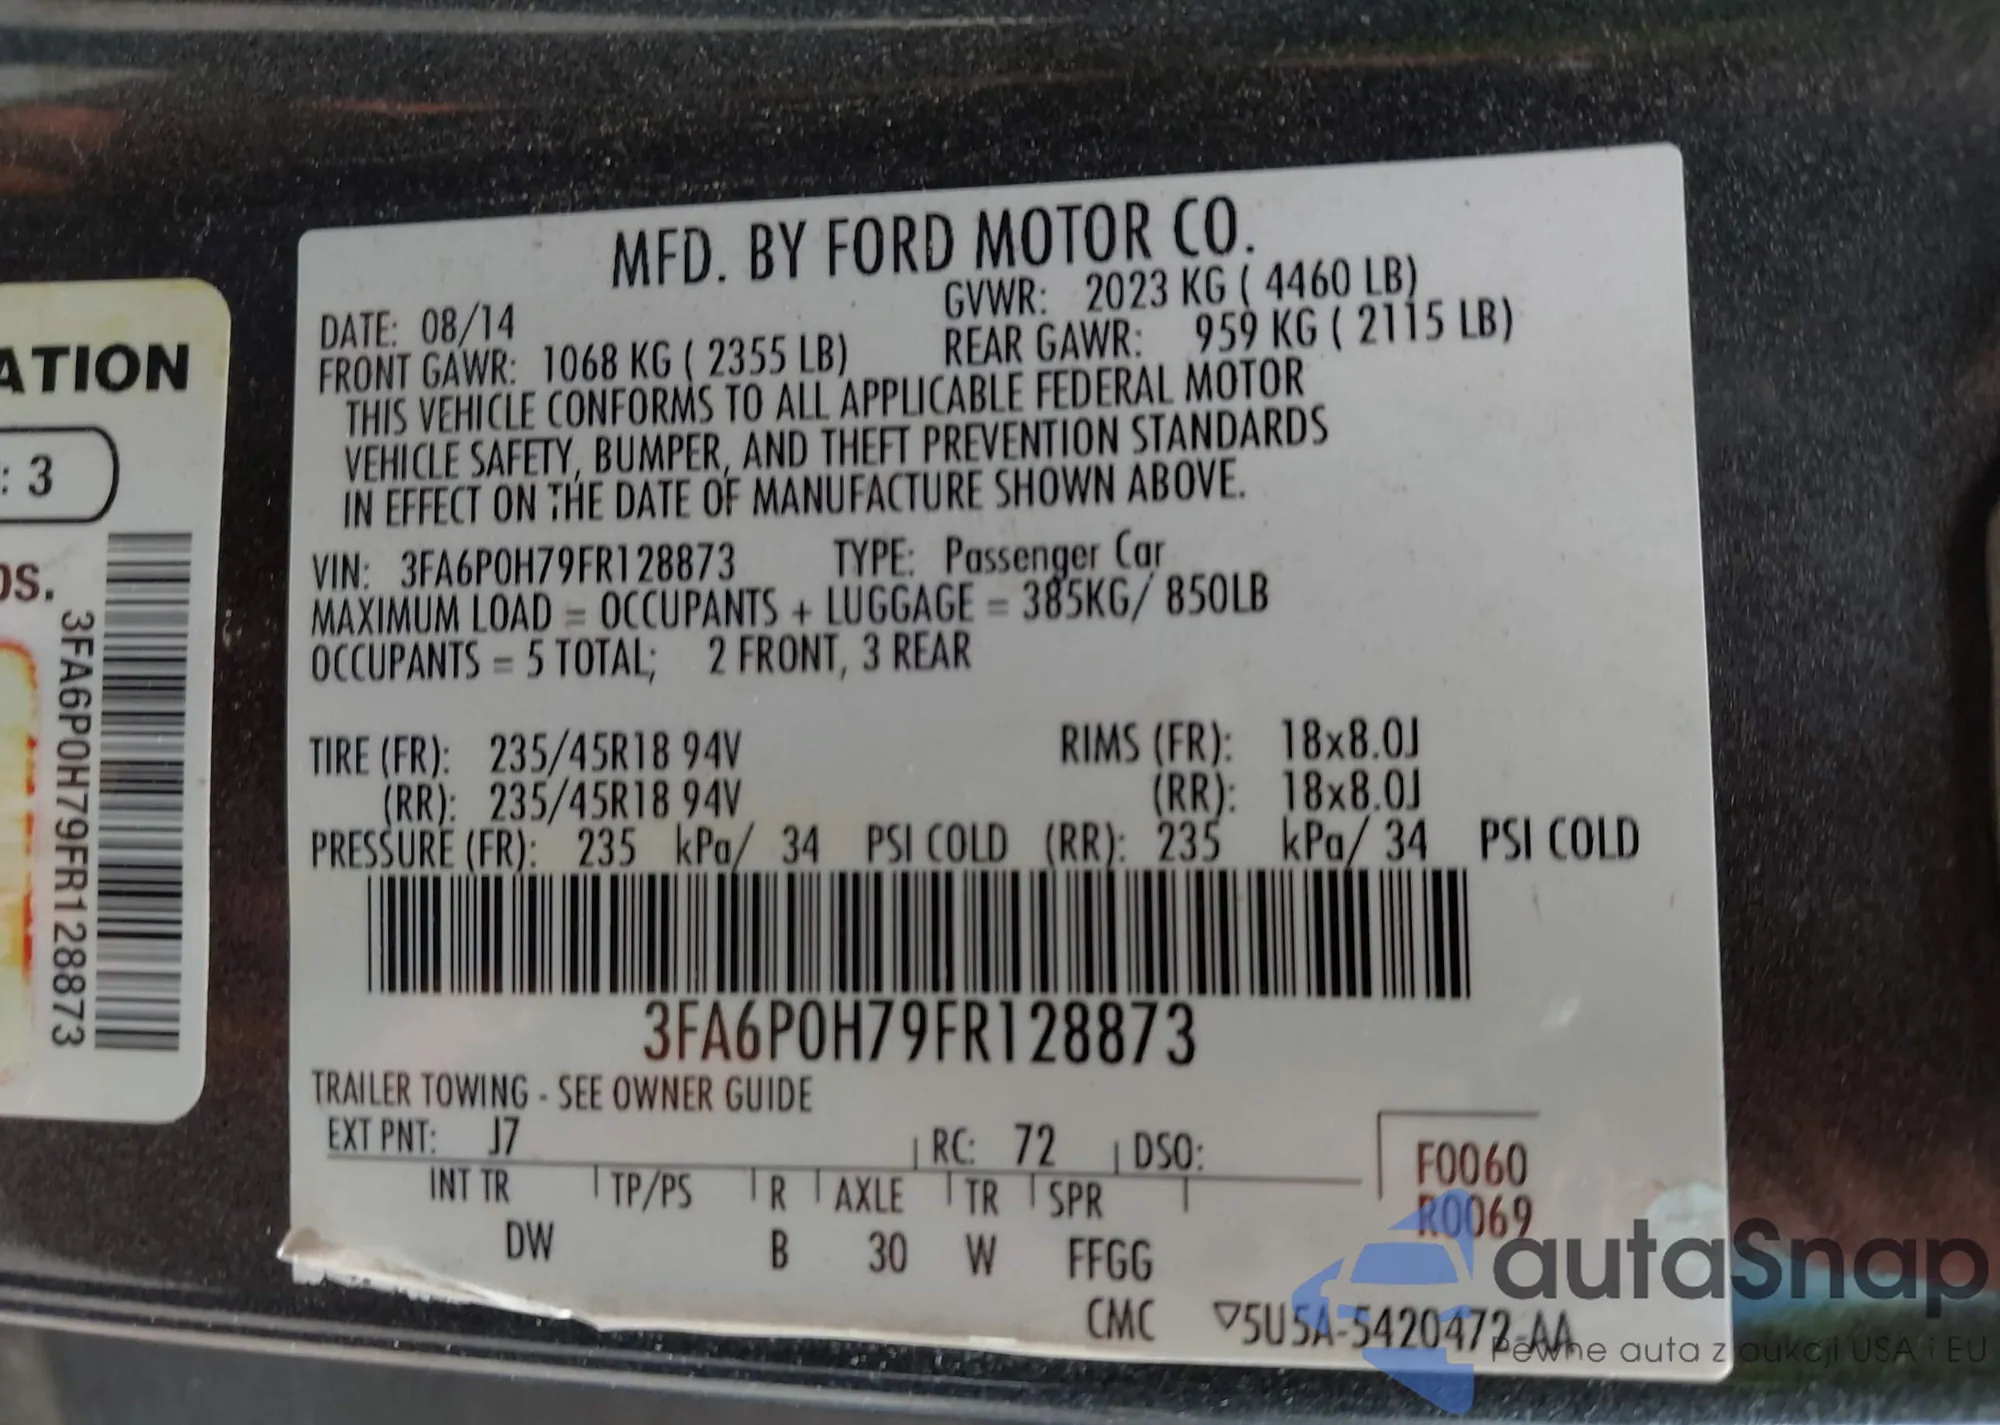 MFD. BY FORD MOTOR CO.
DATE: 08/14
GVWR: 2023 KG ( 4460 LB)
FRONT GAWR: 1068 KG ( 2355 LB)
REAR GAWR: 959 KG ( 2115 LB)
THIS VEHICLE CONFORMS TO ALL APPLICABLE FEDERAL MOTOR
VEHICLE SAFETY, BUMPER, AND THEFT PREVENTION STANDARDS
IN EFFECT ON THE DATE OF MANUFACTURE SHOWN ABOVE.
VIN: 3FA6P0H79FR128873 TYPE: Passenger Car
MAXIMUM LOAD = OCCUPANTS + LUGGAGE = 385KG/ 850LB
OCCUPANTS = 5 TOTAL; 2 FRONT, 3 REAR
TIRE (FR): 235/45R18 94V RIMS (FR): 18x8.0J
(RR): 235/45R18 94V (RR): 18x8.0J
PRESSURE (FR): 235 kPa/ 34 PSI COLD (RR): 235 kPa/ 34 PSI COLD
3FA6P0H79FR128873
TRAILER TOWING - SEE OWNER GUIDE
EXT PNT: J7 RC: 72 DSO:
INT TR TP/PS R AXLE TR SPR
DW B 30 W FFGG
F0060
R0069
CMC ▽5U5A-5420472-AA
ATION
: 3
OS.
3FA6P0H79FR128873
autaSnap
Pewne auta z aukcji USA i EU